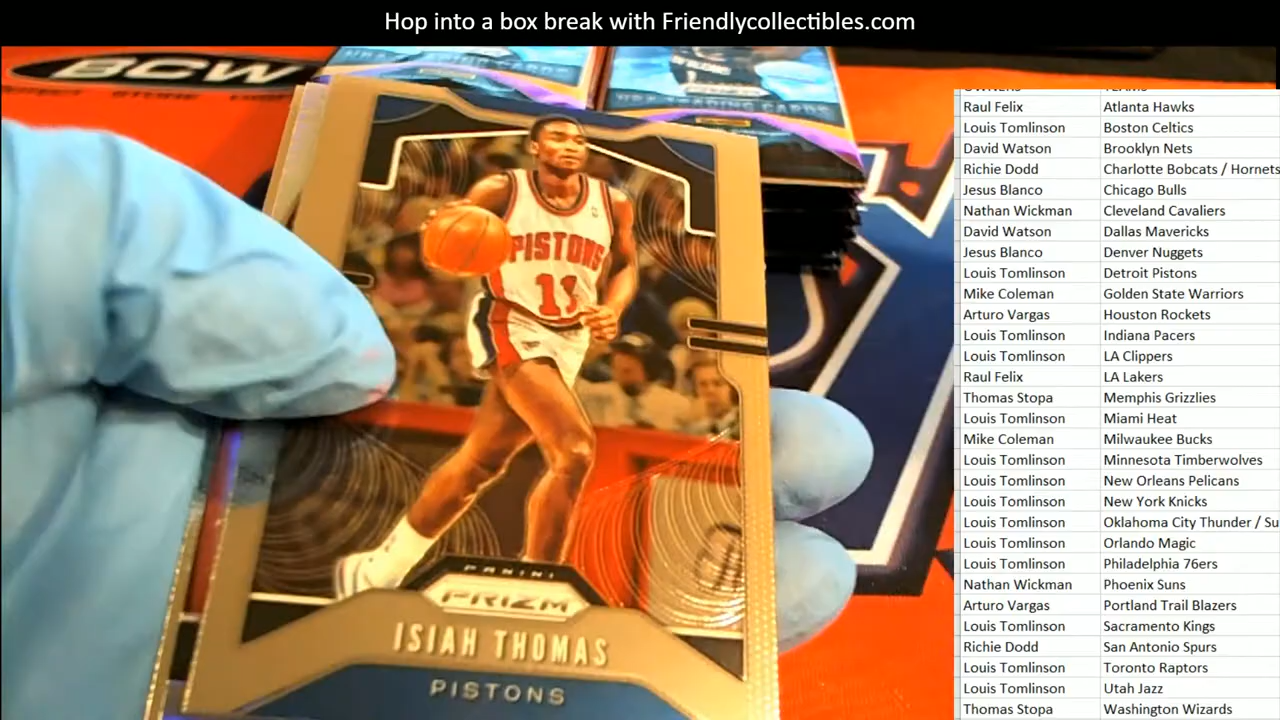 Hop into a box break with Friendlycollectibles.com
BCW
NBA TRADING CARDS
PISTONS
11
PANINI
PRIZM
ISIAH THOMAS
PISTONS
OWNERS TEAMS
Raul Felix Atlanta Hawks
Louis Tomlinson Boston Celtics
David Watson Brooklyn Nets
Richie Dodd Charlotte Bobcats / Hornets
Jesus Blanco Chicago Bulls
Nathan Wickman Cleveland Cavaliers
David Watson Dallas Mavericks
Jesus Blanco Denver Nuggets
Louis Tomlinson Detroit Pistons
Mike Coleman Golden State Warriors
Arturo Vargas Houston Rockets
Louis Tomlinson Indiana Pacers
Louis Tomlinson LA Clippers
Raul Felix LA Lakers
Thomas Stopa Memphis Grizzlies
Louis Tomlinson Miami Heat
Mike Coleman Milwaukee Bucks
Louis Tomlinson Minnesota Timberwolves
Louis Tomlinson New Orleans Pelicans
Louis Tomlinson New York Knicks
Louis Tomlinson Oklahoma City Thunder / Su
Louis Tomlinson Orlando Magic
Louis Tomlinson Philadelphia 76ers
Nathan Wickman Phoenix Suns
Arturo Vargas Portland Trail Blazers
Louis Tomlinson Sacramento Kings
Richie Dodd San Antonio Spurs
Louis Tomlinson Toronto Raptors
Louis Tomlinson Utah Jazz
Thomas Stopa Washington Wizards